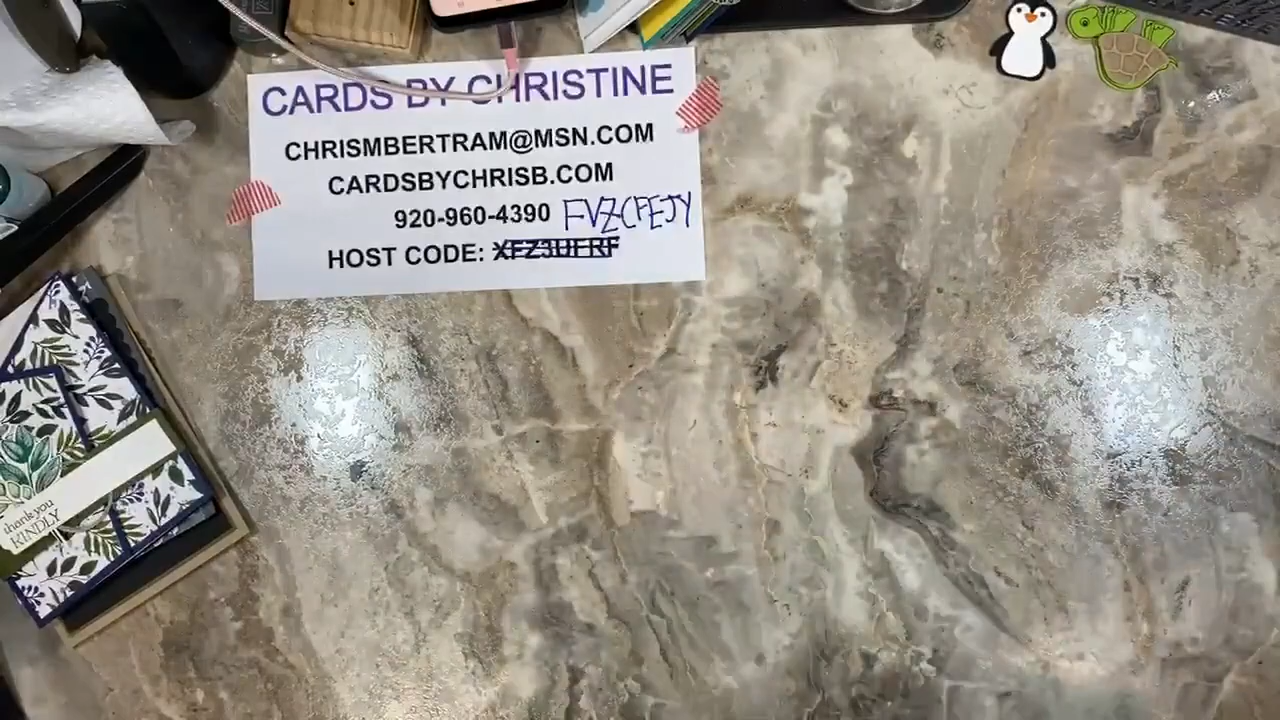 CARDS BY CHRISTINE
CHRISMBERTRAM@MSN.COM
CARDSBYCHRISB.COM
920-960-4390 FVZCFEJY
HOST CODE: XFZ3UFRF
thank you
KINDLY